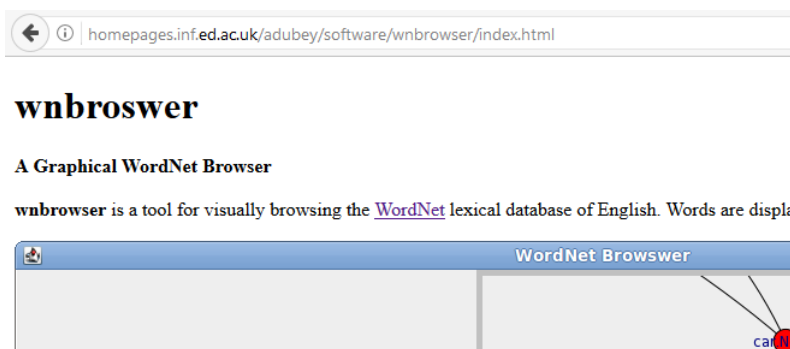 homepages.inf.ed.ac.uk/adubey/software/wnbrowser/index.html
wnbroswer
A Graphical WordNet Browser
wnbrowser is a tool for visually browsing the WordNet lexical database of English. Words are displa
WordNet Browswer
car N